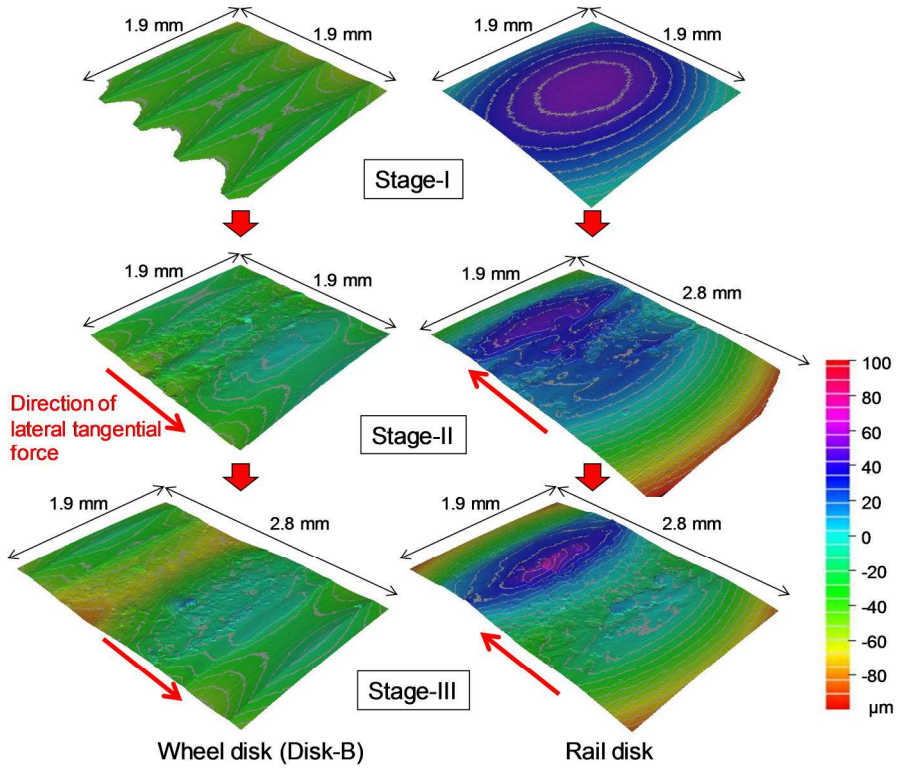 1.9 mm
1.9 mm
1.9 mm
1.9 mm
Stage-I
1.9 mm
1.9 mm
1.9 mm
2.8 mm
Direction of
lateral tangential
force
Stage-II
100
80
60
40
20
0
-20
-40
-60
-80
μm
1.9 mm
2.8 mm
1.9 mm
2.8 mm
Stage-III
Wheel disk (Disk-B)
Rail disk